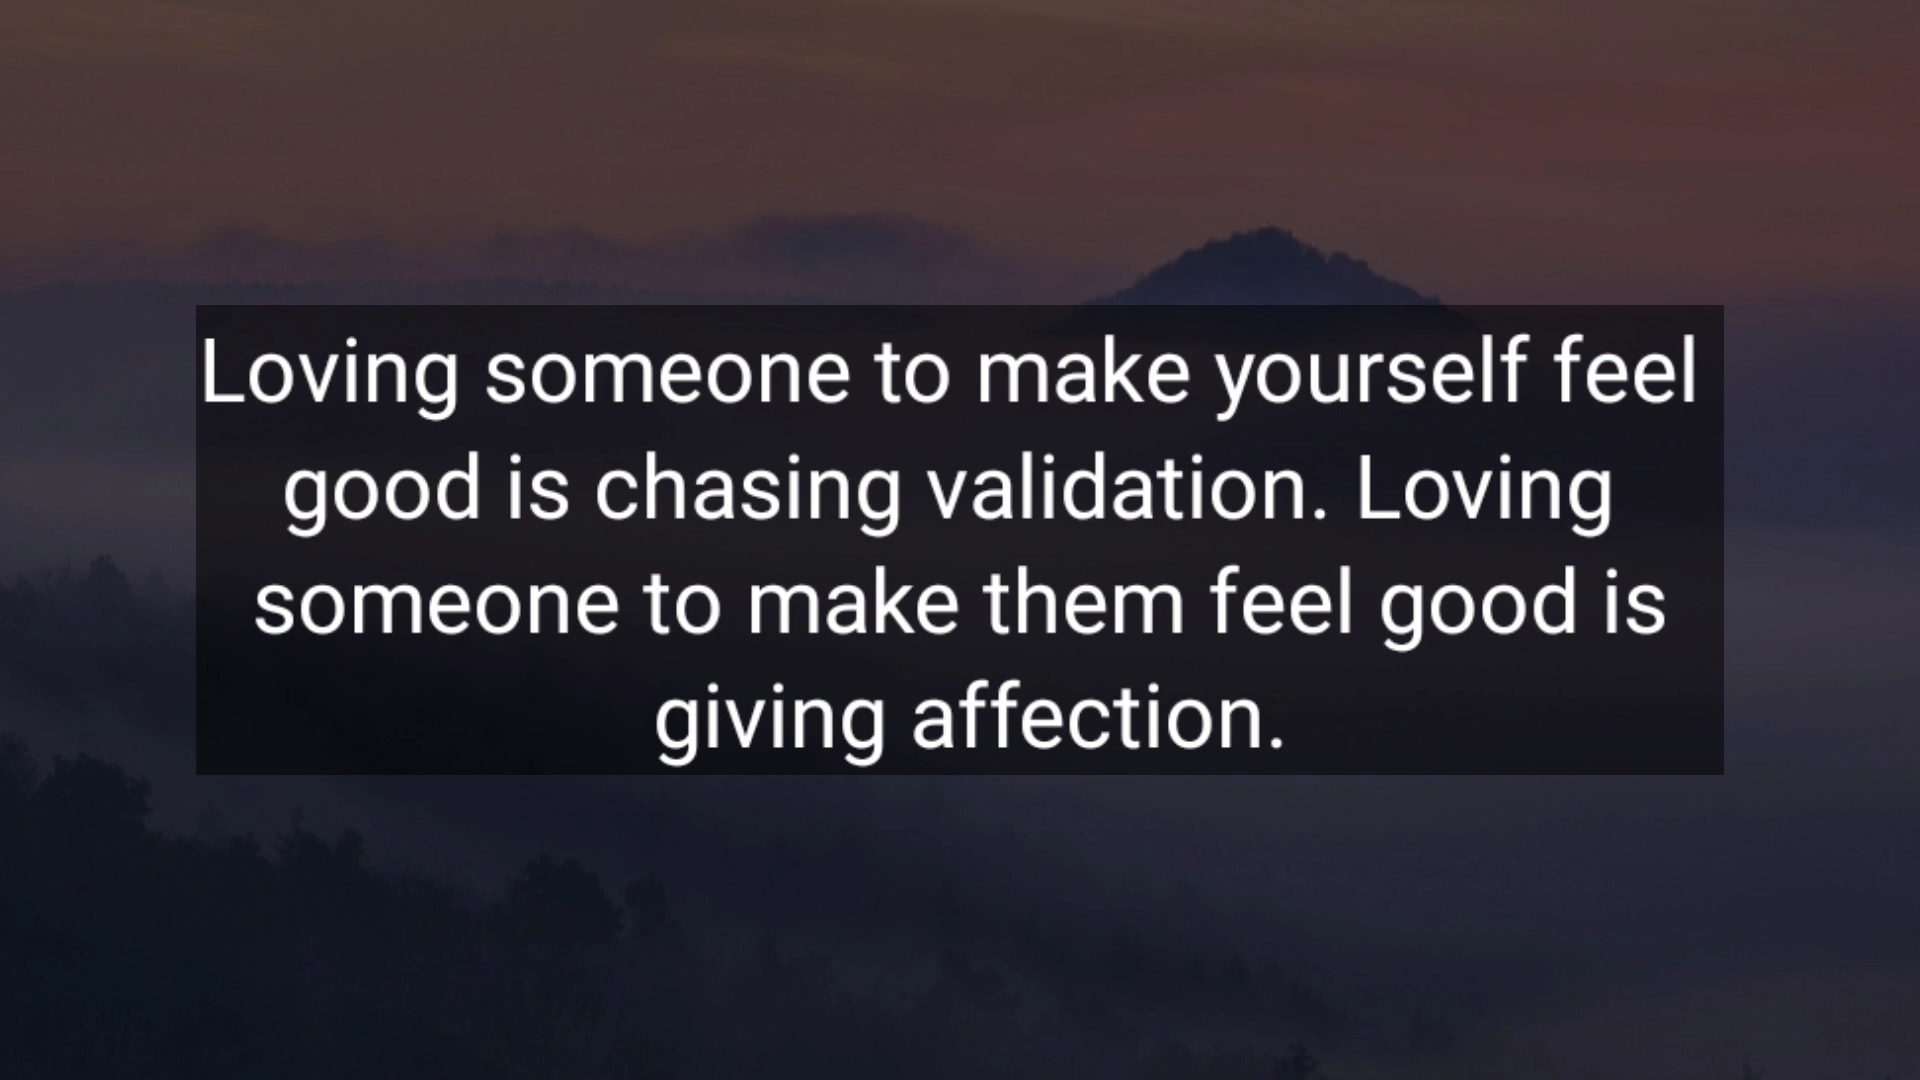 Loving someone to make yourself feel
good is chasing validation. Loving
someone to make them feel good is
giving affection.